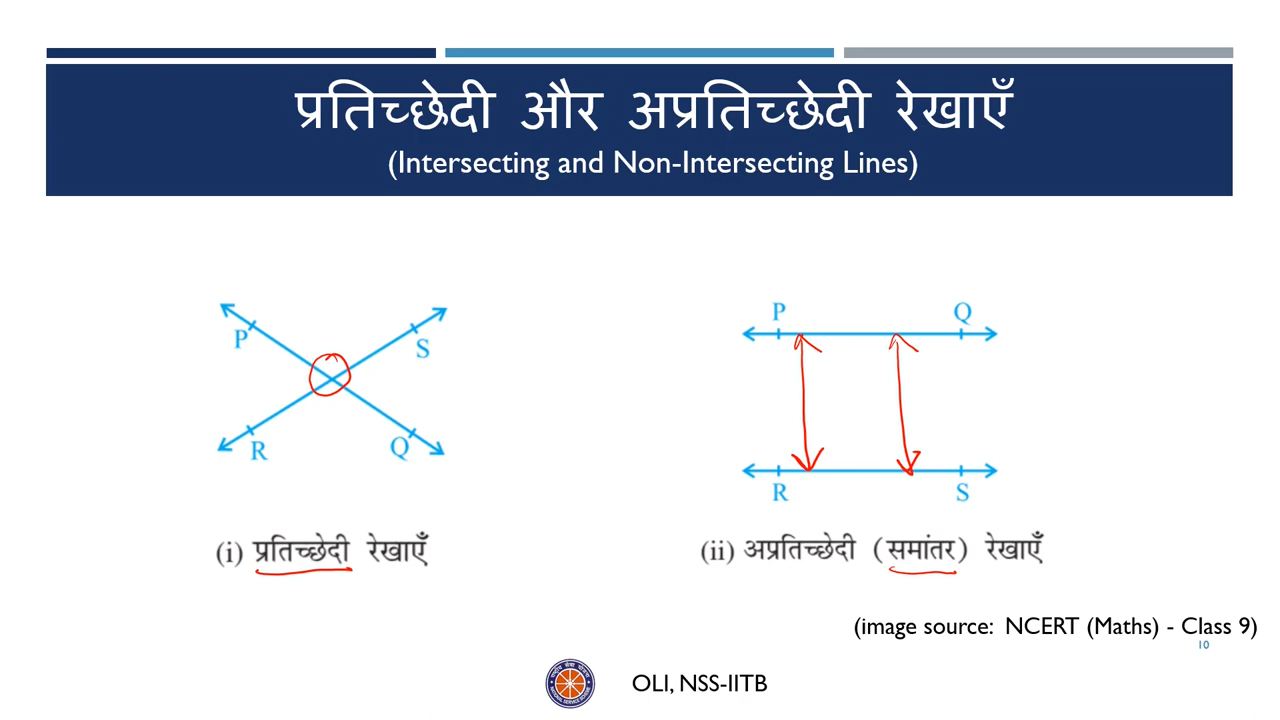 प्रतिच्छेदी और अप्रतिच्छेदी रेखाएँ
(Intersecting and Non-Intersecting Lines)
P
S
R
Q
(i) प्रतिच्छेदी रेखाएँ
P
Q
R
S
(ii) अप्रतिच्छेदी (समांतर) रेखाएँ
(image source: NCERT (Maths) - Class 9)
10
OLI, NSS-IITB